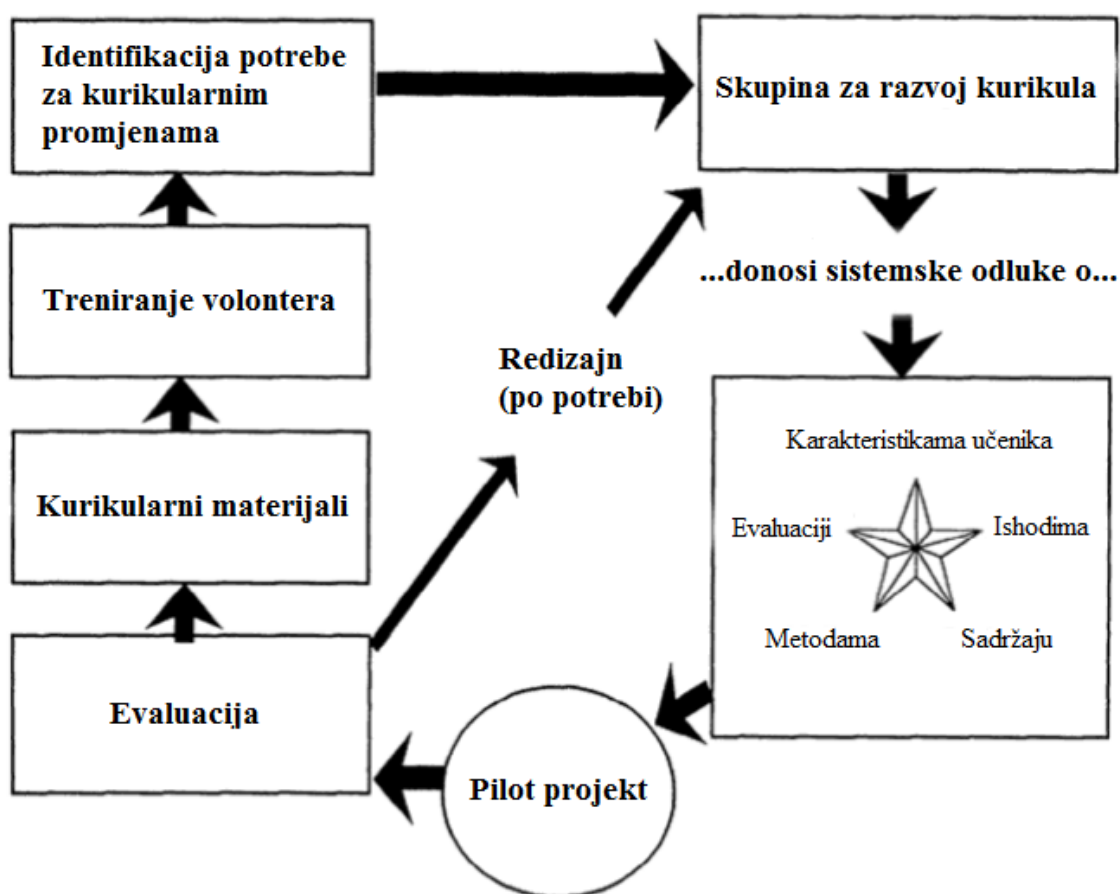 Identifikacija potrebe
za kurikularnim
promjenama
Skupina za razvoj kurikula
...donosi sistemske odluke o...
Karakteristikama učenika
Evaluaciji
Ishodima
Metodama
Sadržaju
Pilot projekt
Evaluacija
Redizajn
(po potrebi)
Kurikularni materijali
Treniranje volontera